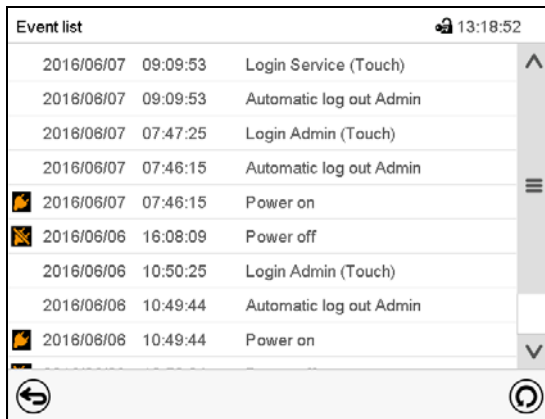 Event list 13:18:52
2016/06/07 09:09:53 Login Service (Touch)
2016/06/07 09:09:53 Automatic log out Admin
2016/06/07 07:47:25 Login Admin (Touch)
2016/06/07 07:46:15 Automatic log out Admin
2016/06/07 07:46:15 Power on
2016/06/06 16:08:09 Power off
2016/06/06 10:50:25 Login Admin (Touch)
2016/06/06 10:49:44 Automatic log out Admin
2016/06/06 10:49:44 Power on